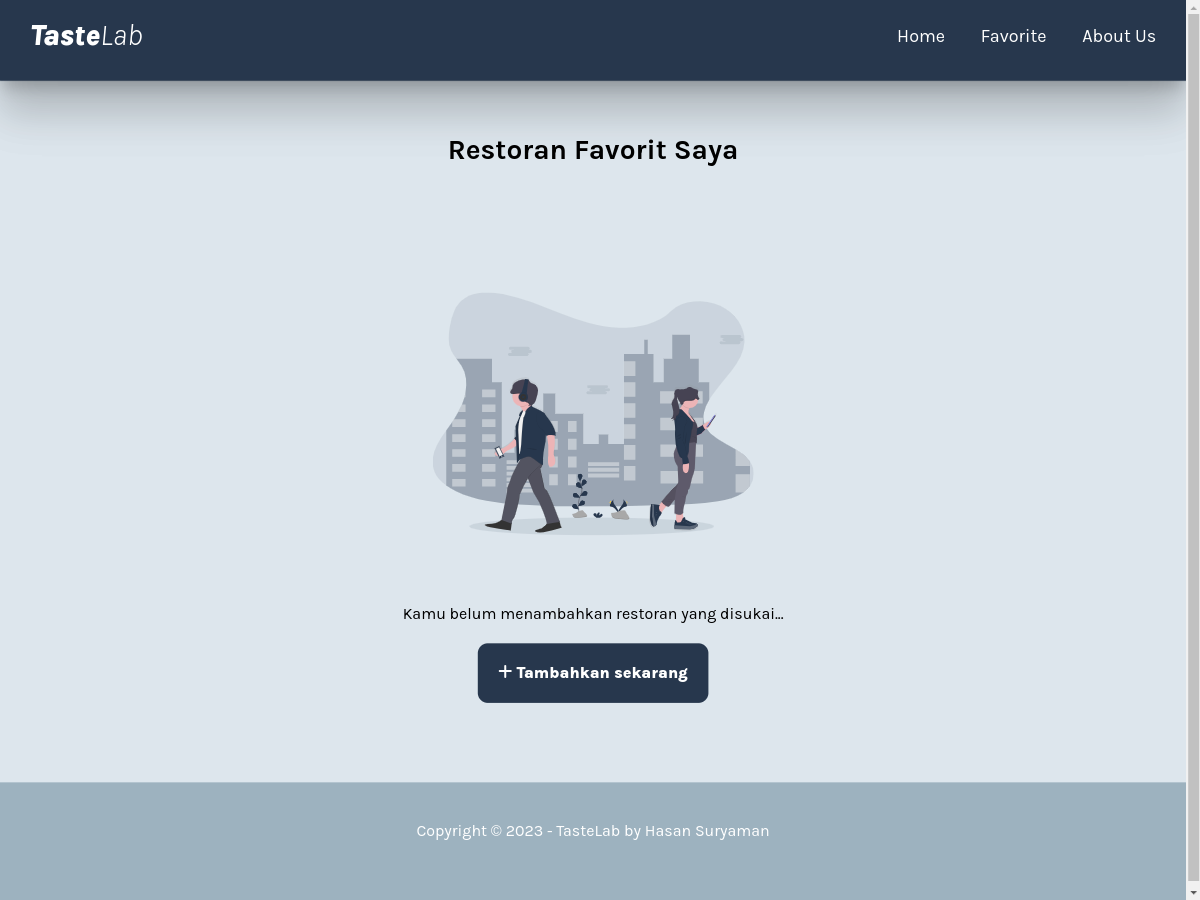 TasteLab
Home Favorite About Us
Restoran Favorit Saya
Kamu belum menambahkan restoran yang disukai...
+ Tambahkan sekarang
Copyright © 2023 - TasteLab by Hasan Suryaman